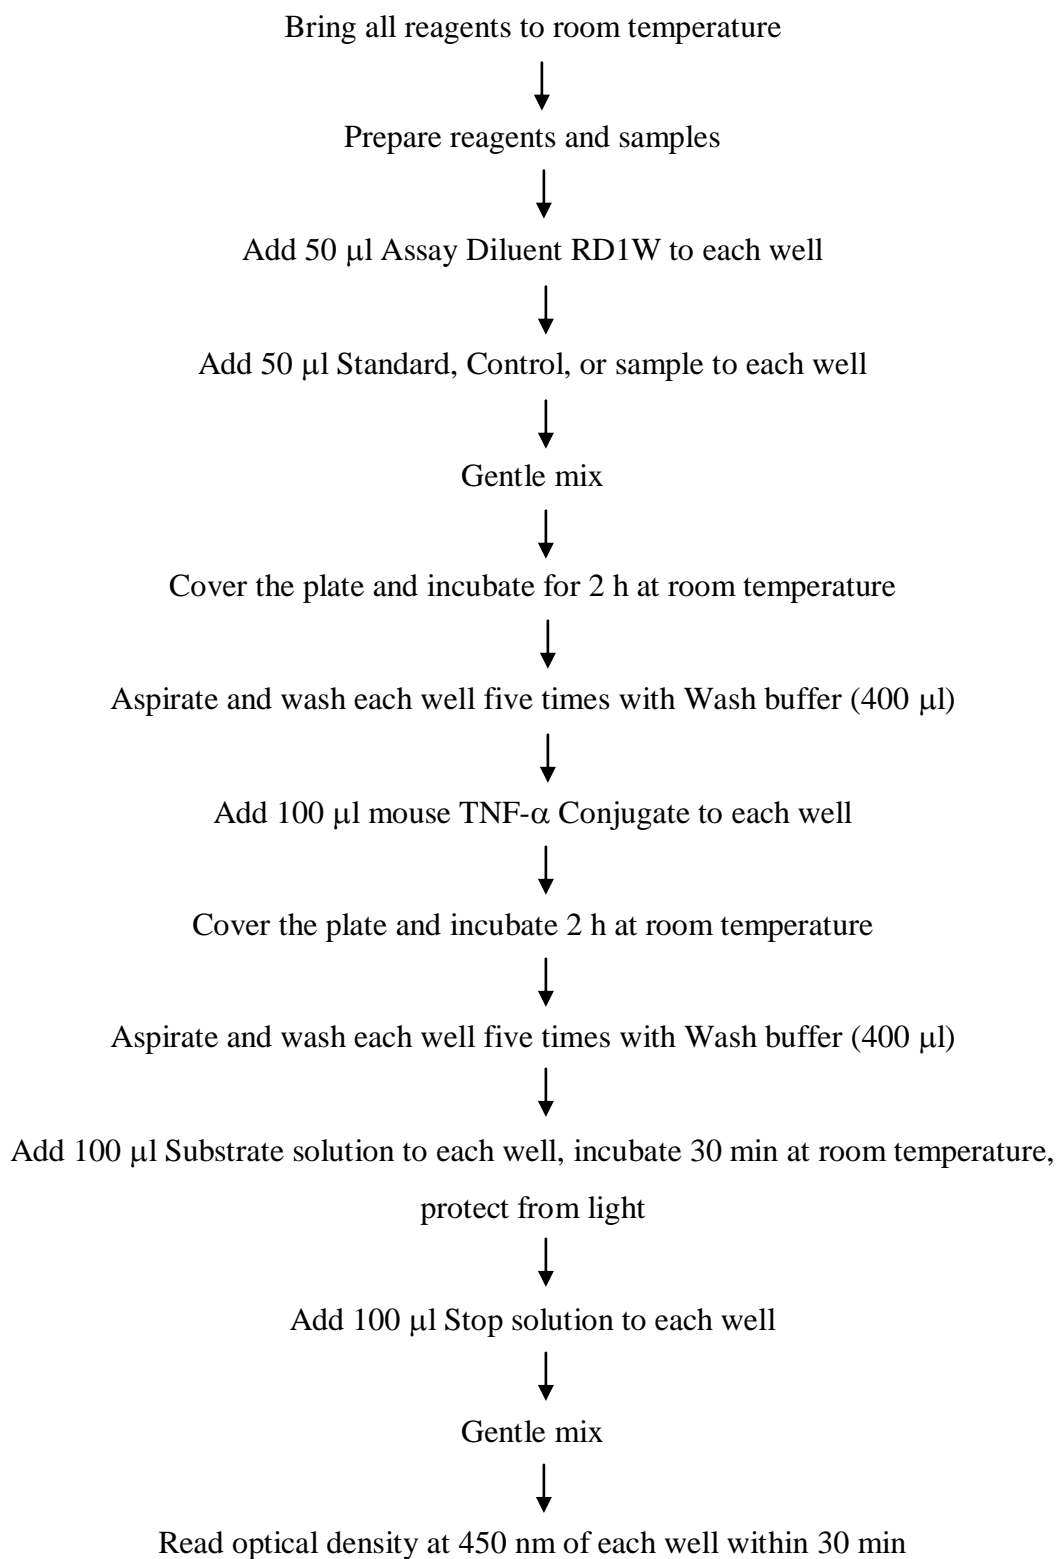 Bring all reagents to room temperature
Prepare reagents and samples
Add 50 μl Assay Diluent RD1W to each well
Add 50 μl Standard, Control, or sample to each well
Gentle mix
Cover the plate and incubate for 2 h at room temperature
Aspirate and wash each well five times with Wash buffer (400 μl)
Add 100 μl mouse TNF-α Conjugate to each well
Cover the plate and incubate 2 h at room temperature
Aspirate and wash each well five times with Wash buffer (400 μl)
Add 100 μl Substrate solution to each well, incubate 30 min at room temperature,
protect from light
Add 100 μl Stop solution to each well
Gentle mix
Read optical density at 450 nm of each well within 30 min